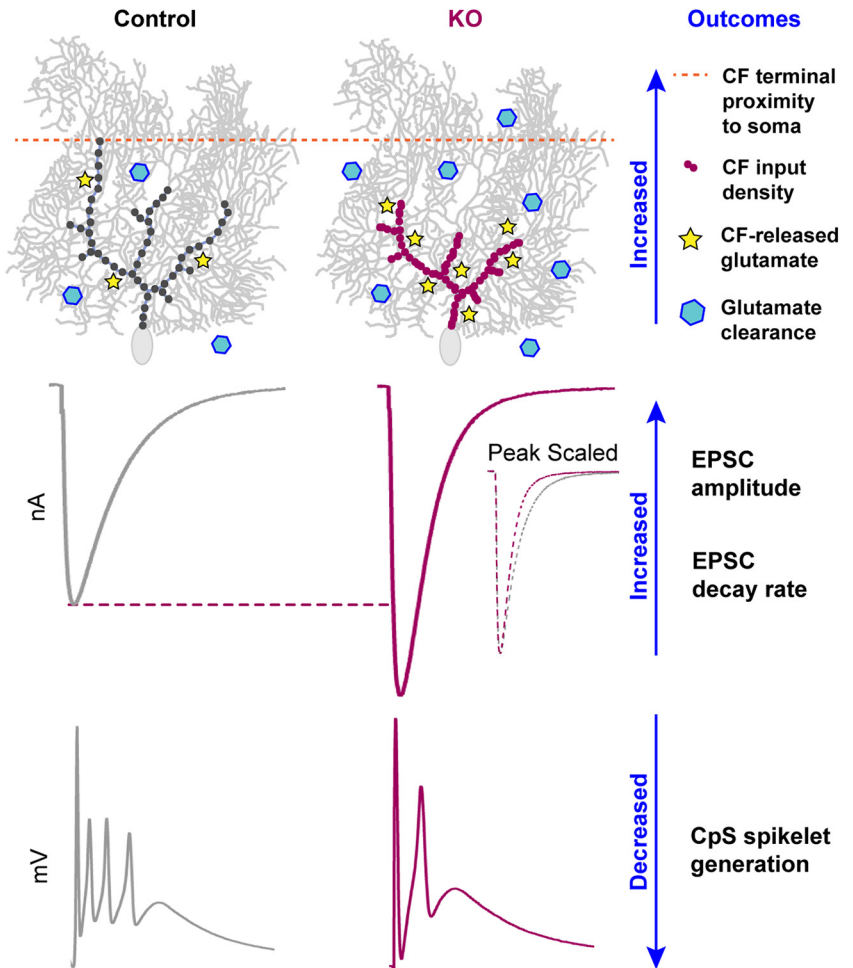 Control
KO
Outcomes
Increased
CF terminal
proximity
to soma
CF input
density
CF-released
glutamate
Glutamate
clearance
nA
Peak Scaled
Increased
EPSC
amplitude
EPSC
decay rate
mV
Decreased
CpS spikelet
generation